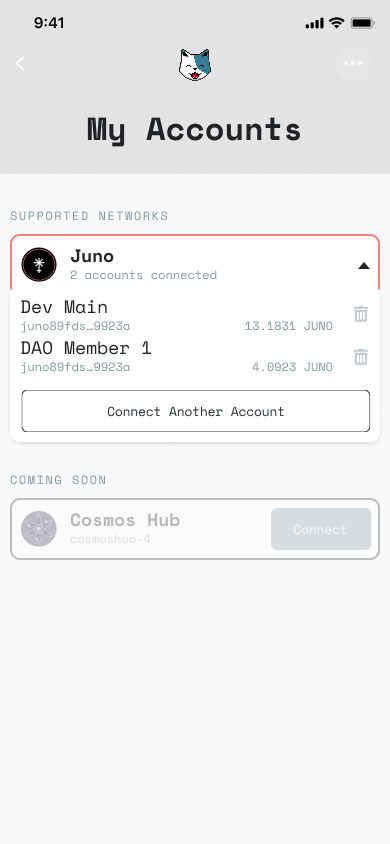 9:41
My Accounts
SUPPORTED NETWORKS
Juno
2 accounts connected
Dev Main
juno89fds…9923a 13.1831 JUNO
DAO Member 1
juno89fds…9923a 4.0923 JUNO
Connect Another Account
COMING SOON
Cosmos Hub
cosmoshub-4
Connect